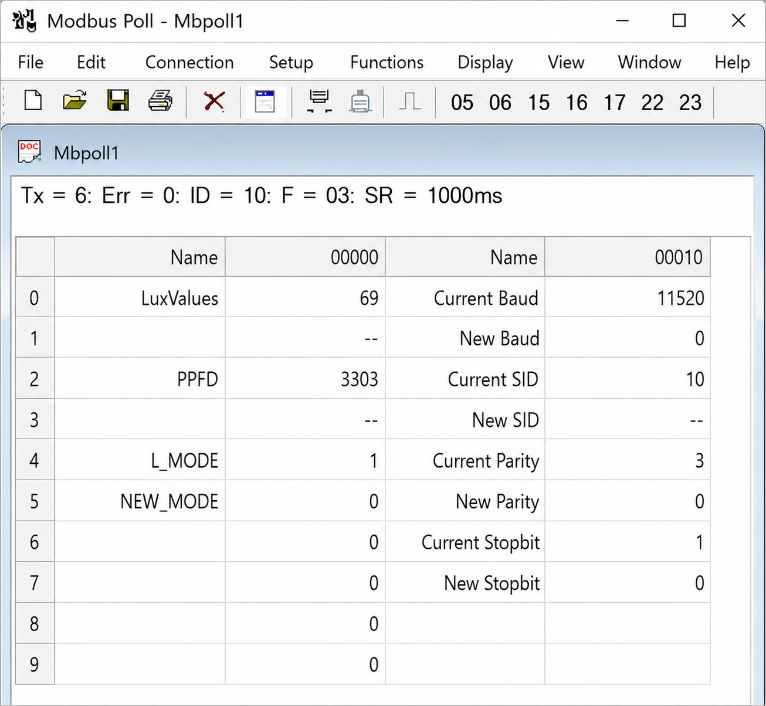 Modbus Poll - Mbpoll1
File Edit Connection Setup Functions Display View Window Help
05 06 15 16 17 22 23
DOC
Mbpoll1
Tx = 6: Err = 0: ID = 10: F = 03: SR = 1000ms
Name 00000 Name 00010
0 LuxValues 69 Current Baud 11520
1 -- New Baud 0
2 PPFD 3303 Current SID 10
3 -- New SID --
4 L_MODE 1 Current Parity 3
5 NEW_MODE 0 New Parity 0
6 0 Current Stopbit 1
7 0 New Stopbit 0
8 0
9 0